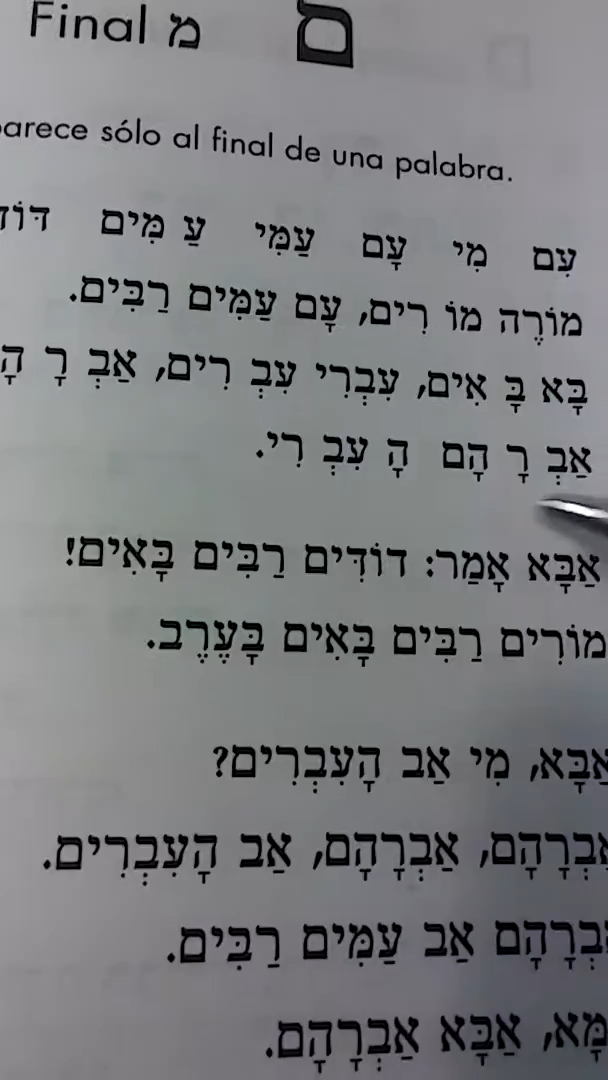 Final מ ם
sólo al final de una palabra.
עִם מִי עָם עַמִּי עַ מִּים
מוֹרֶה מוֹ רִים, עָם עַמִּים רַבִּים.
בָּא בָּ אִים, עִבְרִי עִבְ רִים, אַבְ רָ הָ
אַבְ רָ הָם הָ עִבְ רִי.
אַבָּא אָמַר: דוֹדִים רַבִּים בָּאִים!
מוֹרִים רַבִּים בָּאִים בָּעֶרֶב.
אַבָּא, מִי אַב הָעִבְרִים?
אַבְרָהָם, אַבְרָהָם, אַב הָעִבְרִים.
אַבְרָהָם אַב עַמִּים רַבִּים.
אַבָּא אַבְרָהָם.